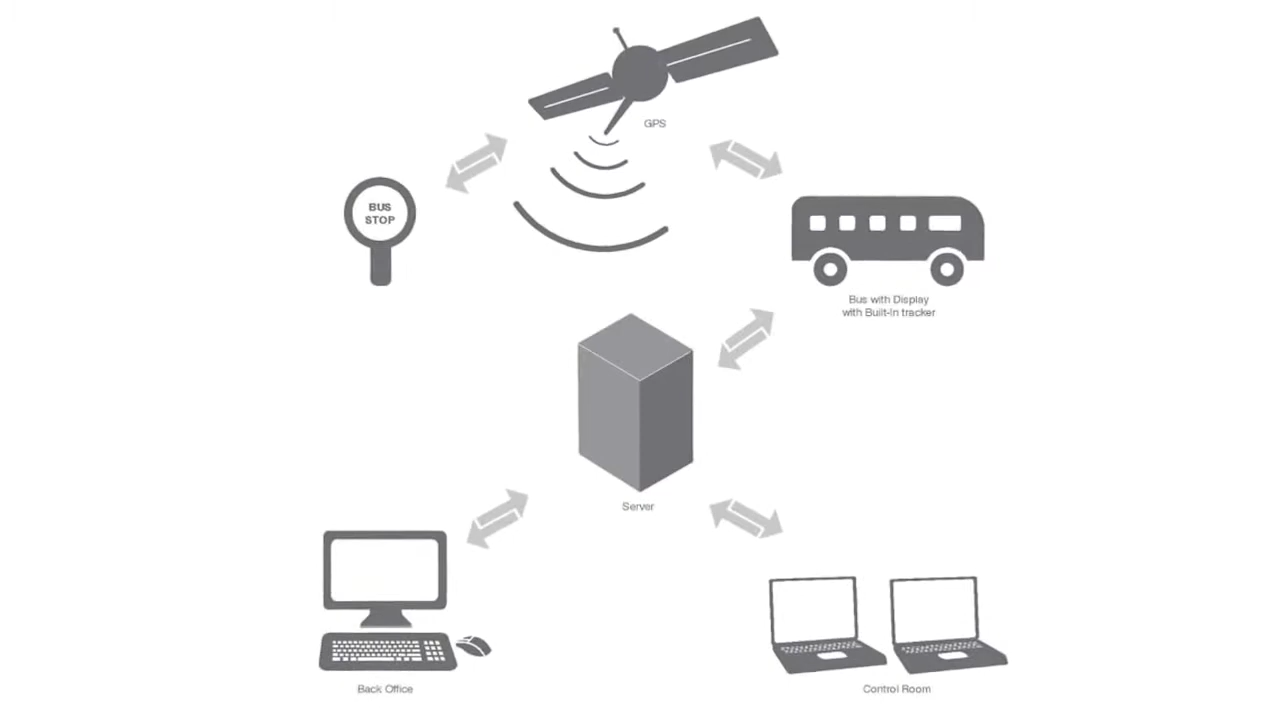 GPS
BUS
STOP
Bus with Display
with Built-In tracker
Server
Back Office
Control Room